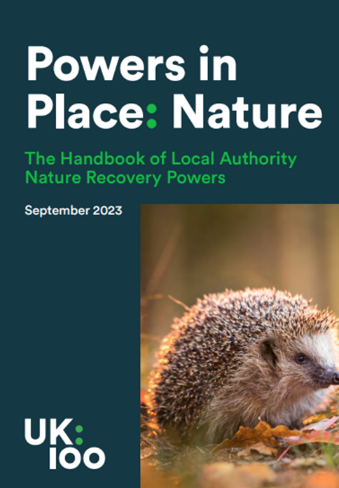 Powers in
Place: Nature
The Handbook of Local Authority
Nature Recovery Powers
September 2023
UK:
100